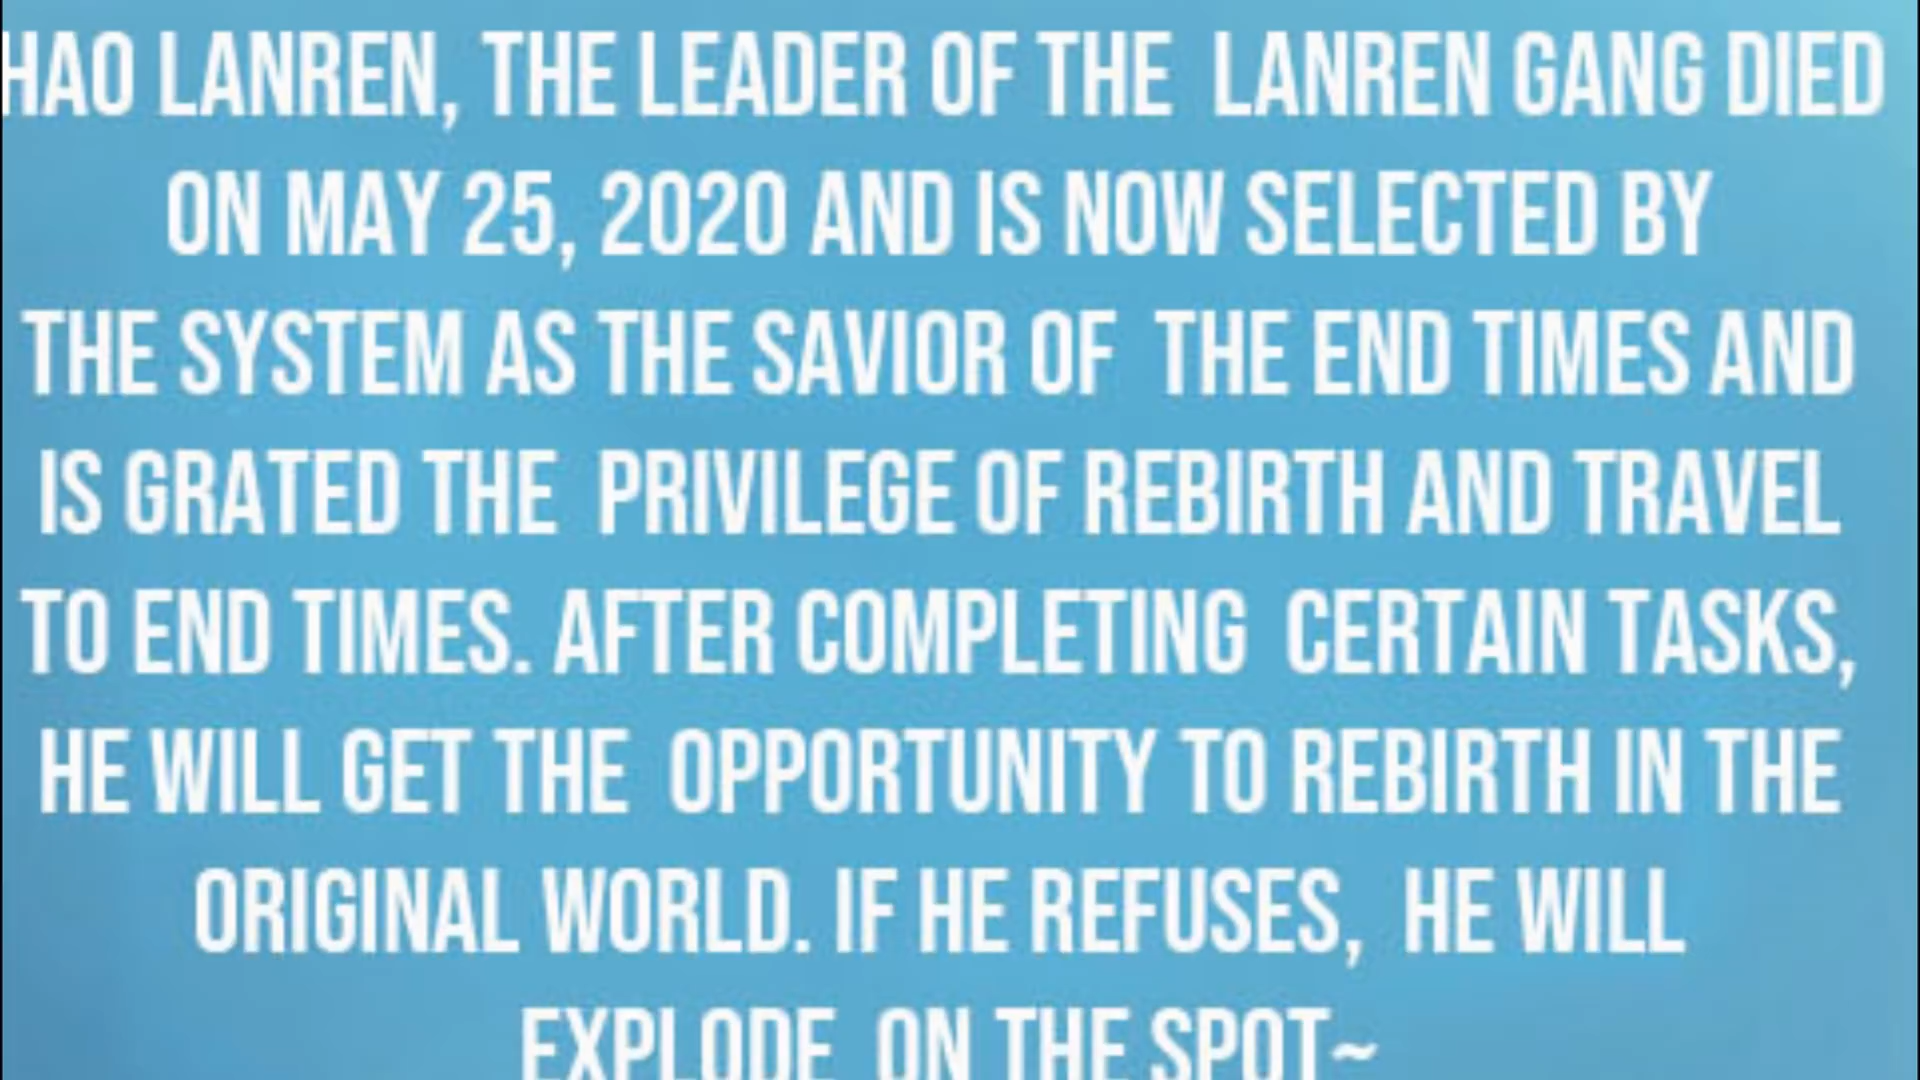 HAO LANREN, THE LEADER OF THE LANREN GANG DIED
ON MAY 25, 2020 AND IS NOW SELECTED BY
THE SYSTEM AS THE SAVIOR OF THE END TIMES AND
IS GRATED THE PRIVILEGE OF REBIRTH AND TRAVEL
TO END TIMES. AFTER COMPLETING CERTAIN TASKS,
HE WILL GET THE OPPORTUNITY TO REBIRTH IN THE
ORIGINAL WORLD. IF HE REFUSES, HE WILL
EXPLODE ON THE SPOT~